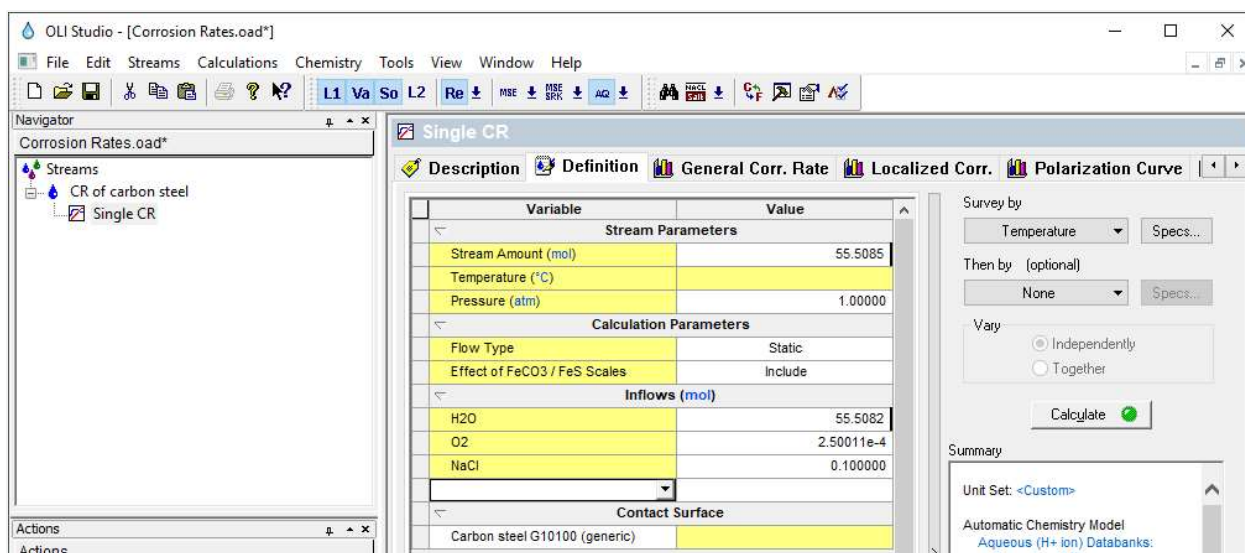 OLI Studio - [Corrosion Rates.oad*]
File Edit Streams Calculations Chemistry Tools View Window Help
L1 Va So L2 Re MSE MSE SRK AQ NACL Salt C F
Navigator
Corrosion Rates.oad*
Streams
CR of carbon steel
Single CR
Actions
Actions
Single CR
Description Definition General Corr. Rate Localized Corr. Polarization Curve
Variable Value
Stream Parameters
Stream Amount (mol) 55.5085
Temperature (°C)
Pressure (atm) 1.00000
Calculation Parameters
Flow Type Static
Effect of FeCO3 / FeS Scales Include
Inflows (mol)
H2O 55.5082
O2 2.50011e-4
NaCl 0.100000
Contact Surface
Carbon steel G10100 (generic)
Survey by
Temperature Specs...
Then by (optional)
None Specs...
Vary
Independently
Together
Calculate
Summary
Unit Set: <Custom>
Automatic Chemistry Model
Aqueous (H+ ion) Databanks: